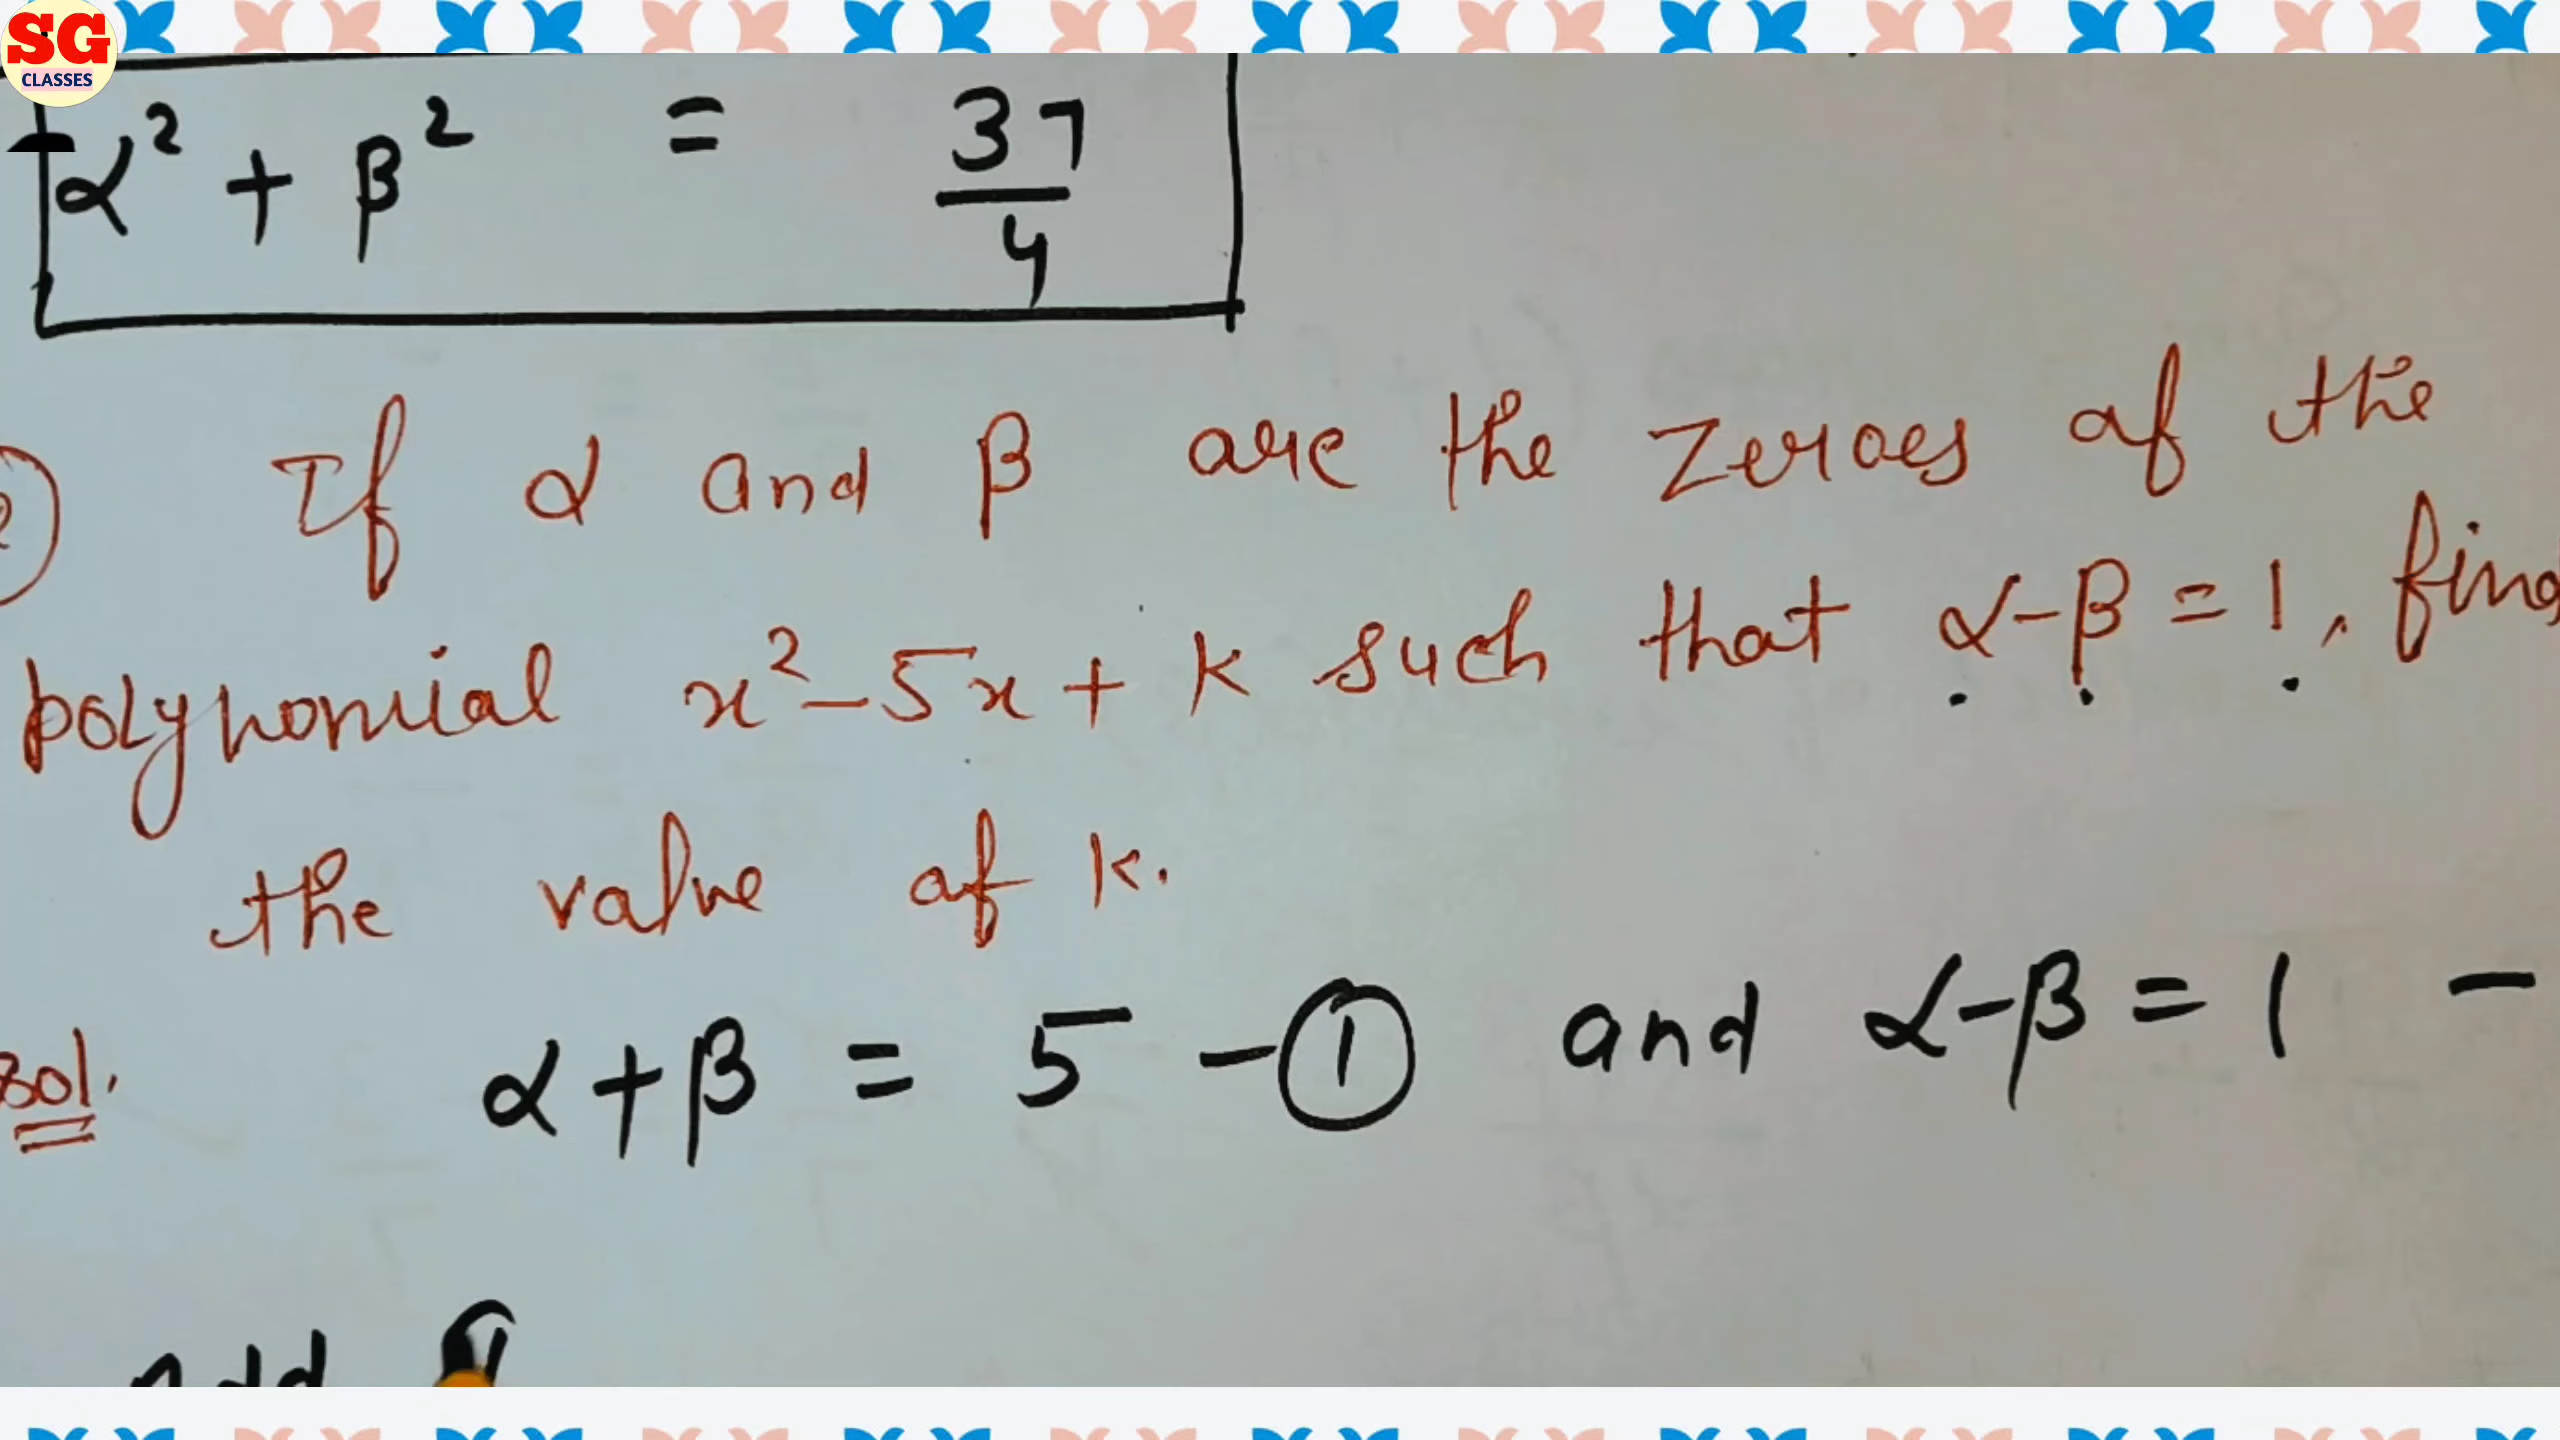 SG
CLASSES
α² + β² = 37/4
If α and β are the zeroes of the
polynomial x² - 5x + k such that α-β = 1, find
the value of k.
Sol. α + β = 5 - ① and α-β = 1 -
add